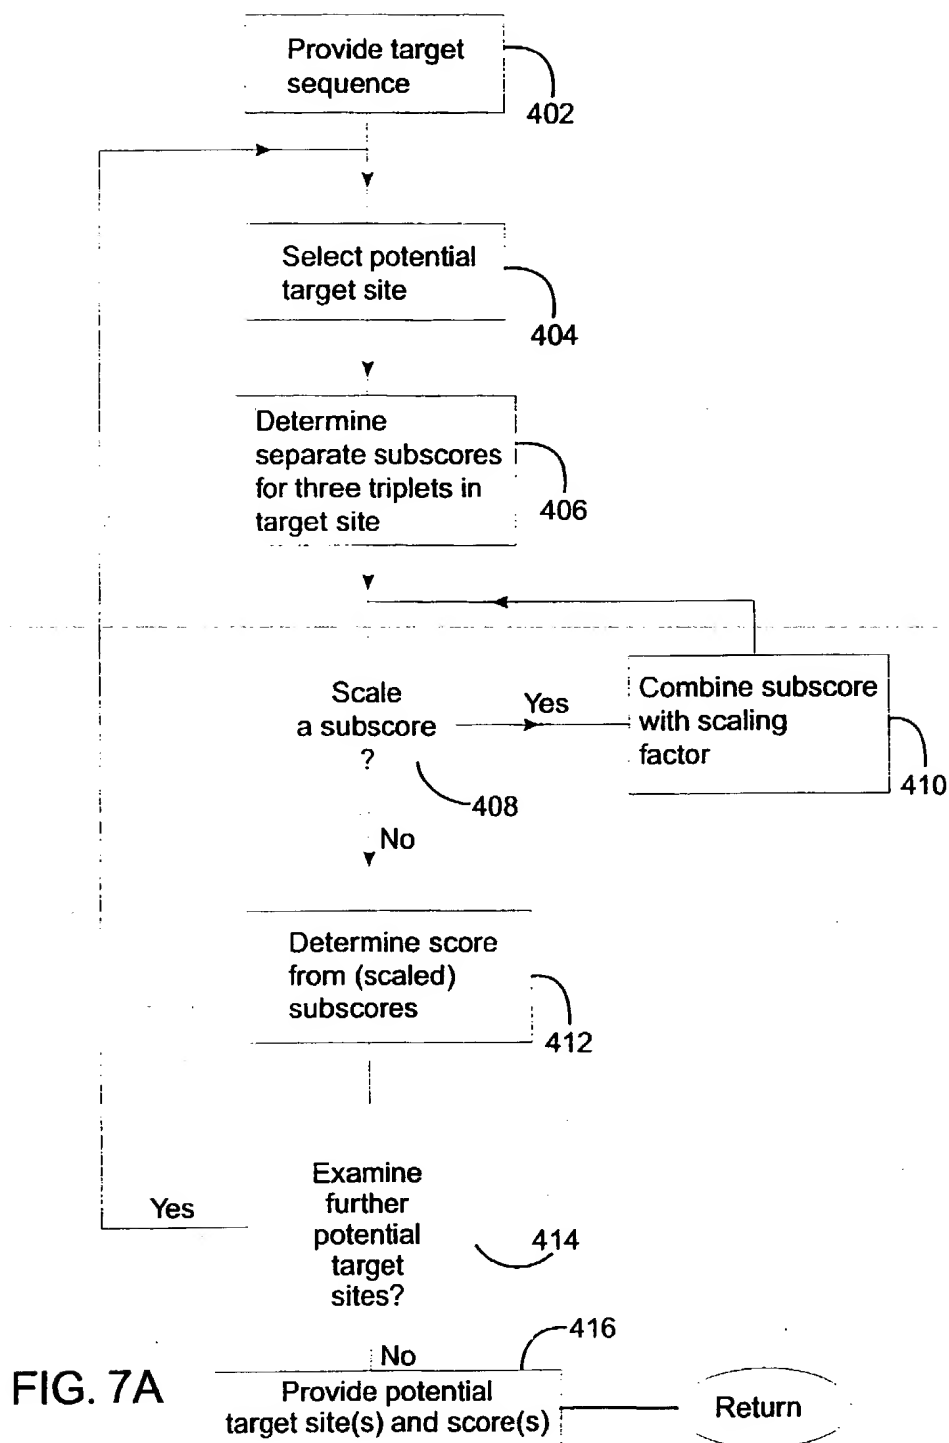 Provide target
sequence
402
Select potential
target site
404
Determine
separate subscores
for three triplets in
target site
406
Scale
a subscore
?
408
Yes
Combine subscore
with scaling
factor
410
No
Determine score
from (scaled)
subscores
412
Examine
further
potential
target
sites?
414
Yes
No
416
Provide potential
target site(s) and score(s)
Return
FIG. 7A